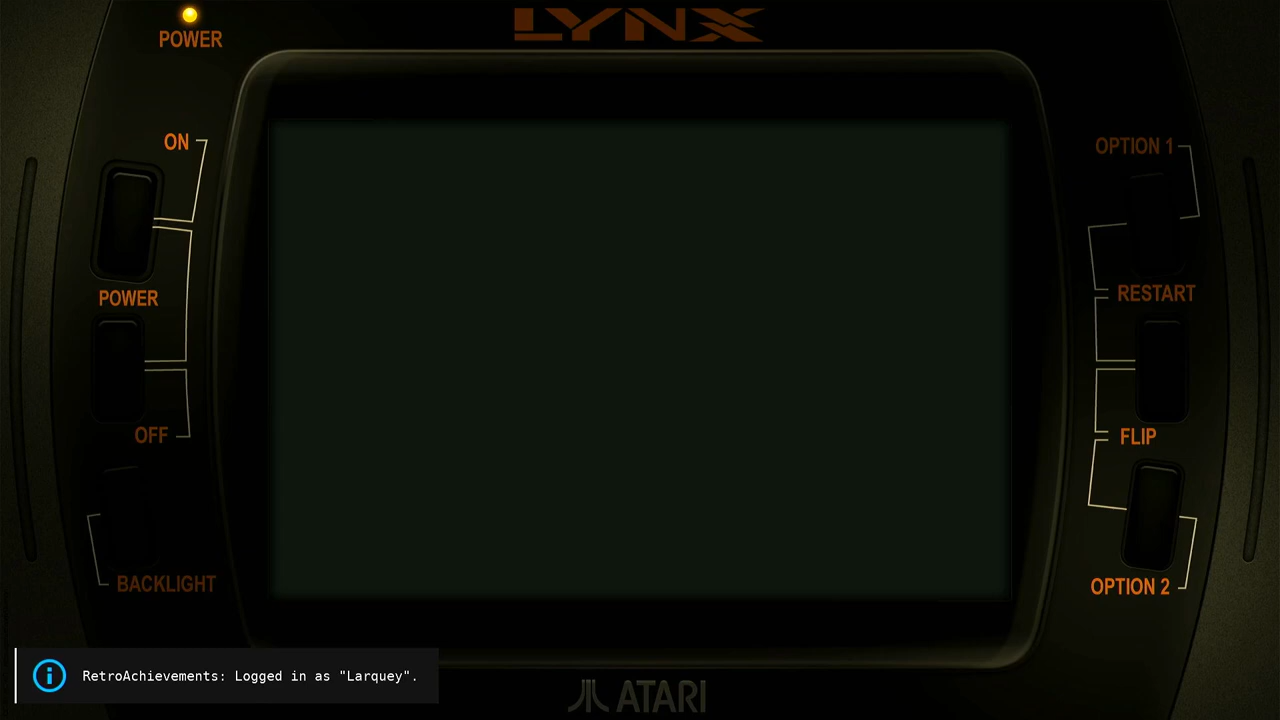 LYNX
POWER
ON
POWER
OFF
BACKLIGHT
OPTION 1
RESTART
FLIP
OPTION 2
RetroAchievements: Logged in as "Larquey".
ATARI